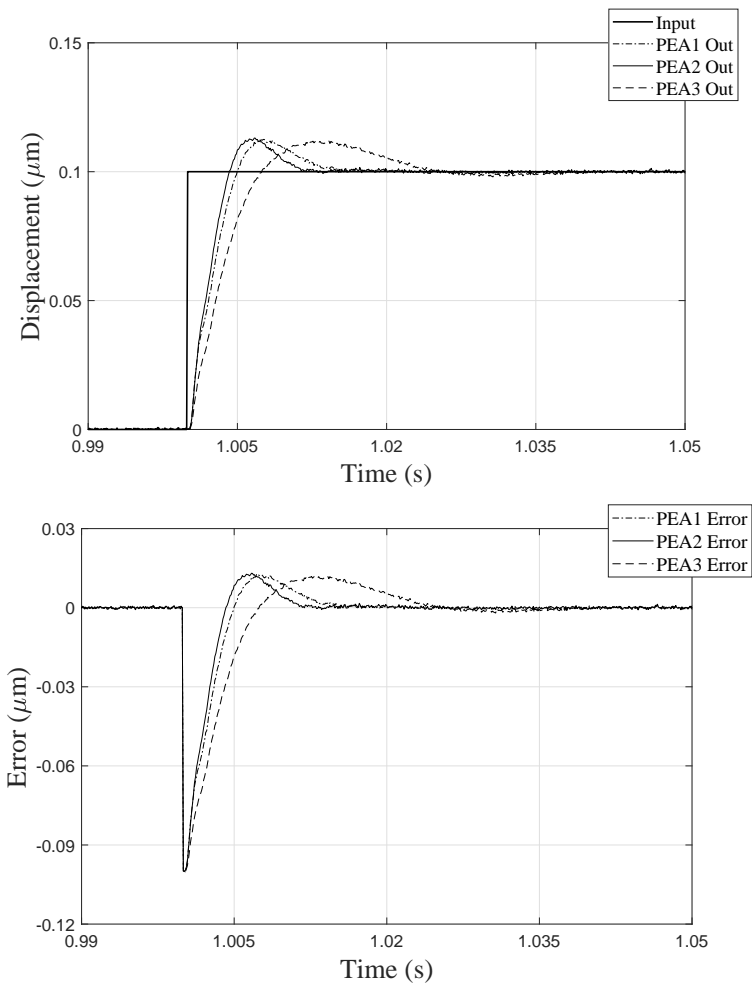 Input
PEA1 Out
PEA2 Out
PEA3 Out
0.15
0.1
0.05
0
Displacement (μm)
0.99 1.005 1.02 1.035 1.05
Time (s)
PEA1 Error
PEA2 Error
PEA3 Error
0.03
0
-0.03
-0.06
-0.09
-0.12
Error (μm)
0.99 1.005 1.02 1.035 1.05
Time (s)